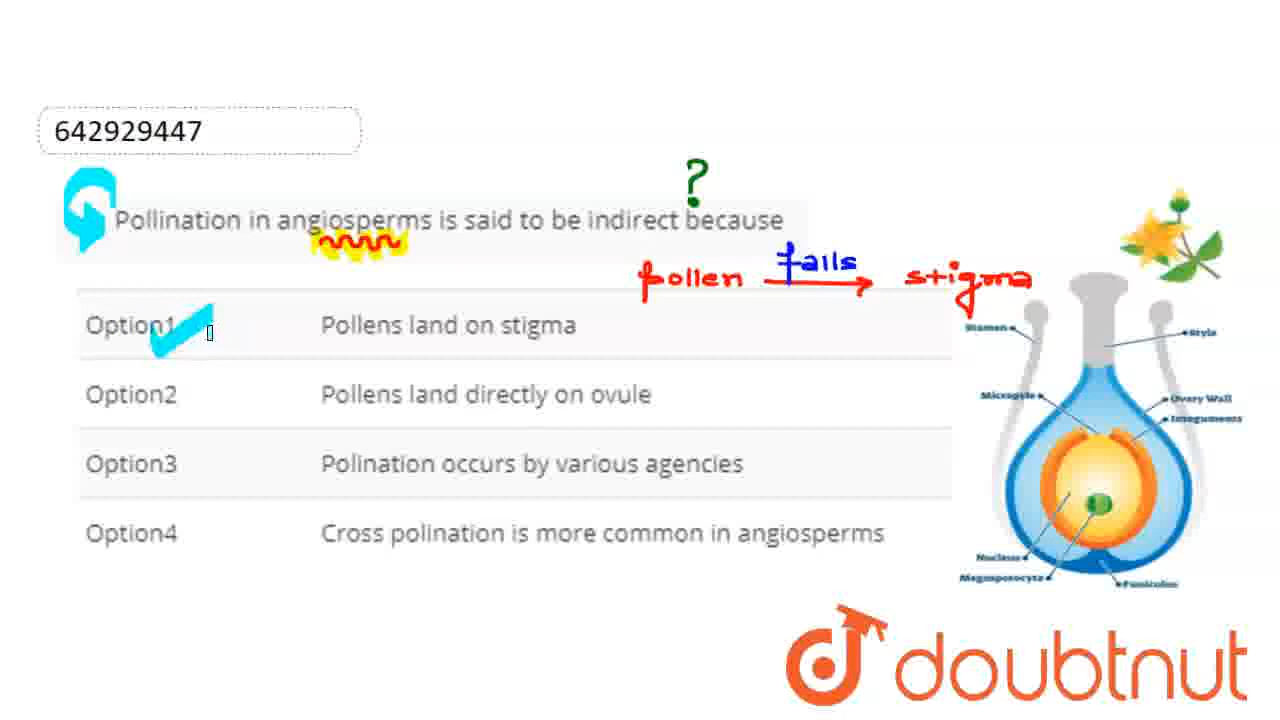 642929447
?
Pollination in angiosperms is said to be indirect because
pollen falls stigma
Option1 Pollens land on stigma
Option2 Pollens land directly on ovule
Option3 Polination occurs by various agencies
Option4 Cross polination is more common in angiosperms
Stamen
Style
Micropyle
Ovary Wall
Integuments
Nucleus
Megasporocyte
Funiculus
doubtnut